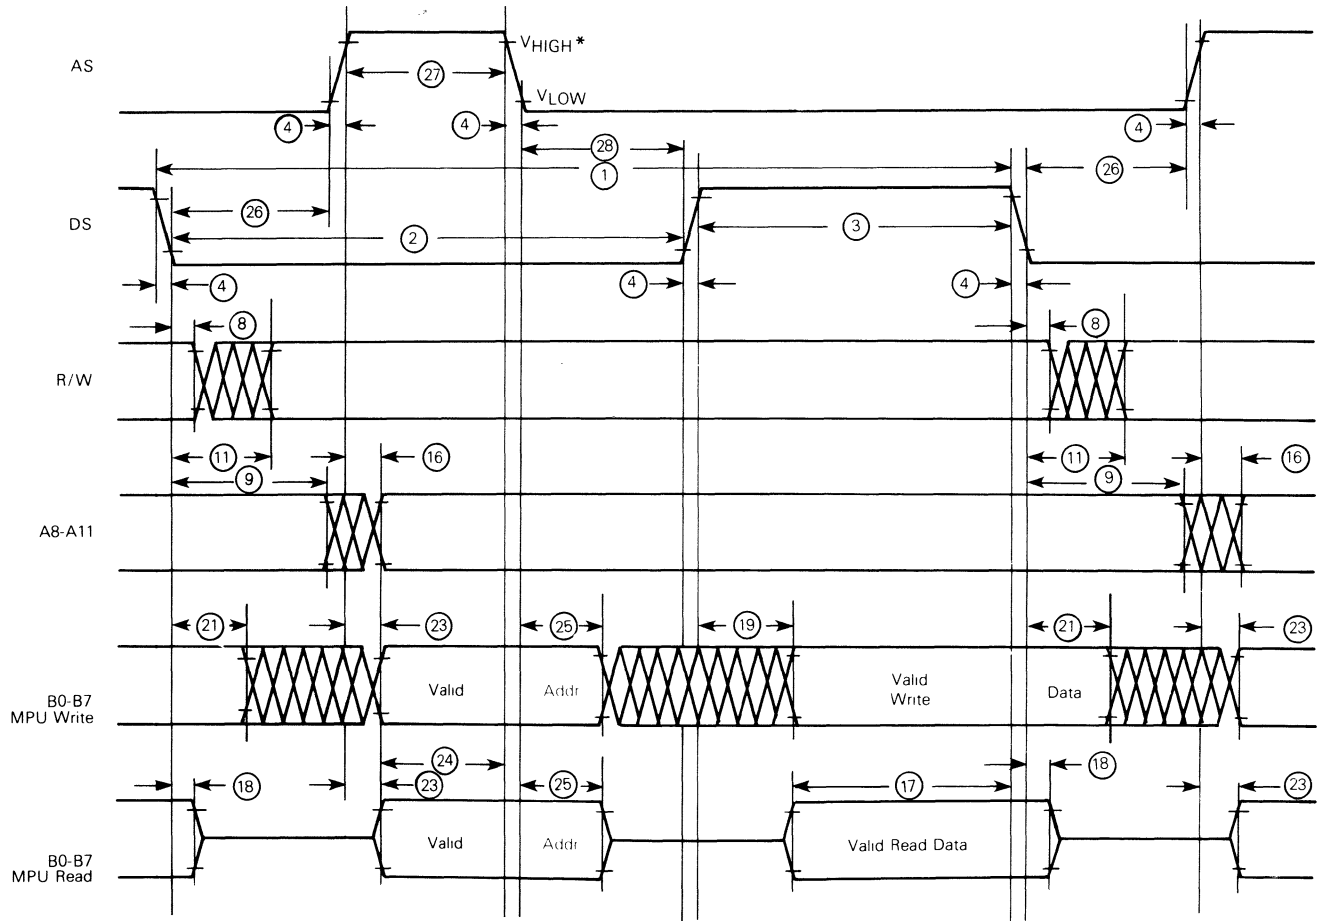 VHIGH*
AS
27
VLOW
4 4 4
28
1 26
26
DS
2 3
4 4 4
8 8
R/W
11 16 11 16
9 9
A8-A11
21 23 25 19 21 23
Valid Addr Valid Write Data
B0-B7
MPU Write
24
18 23 25 17 18 23
Valid Addr Valid Read Data
B0-B7
MPU Read